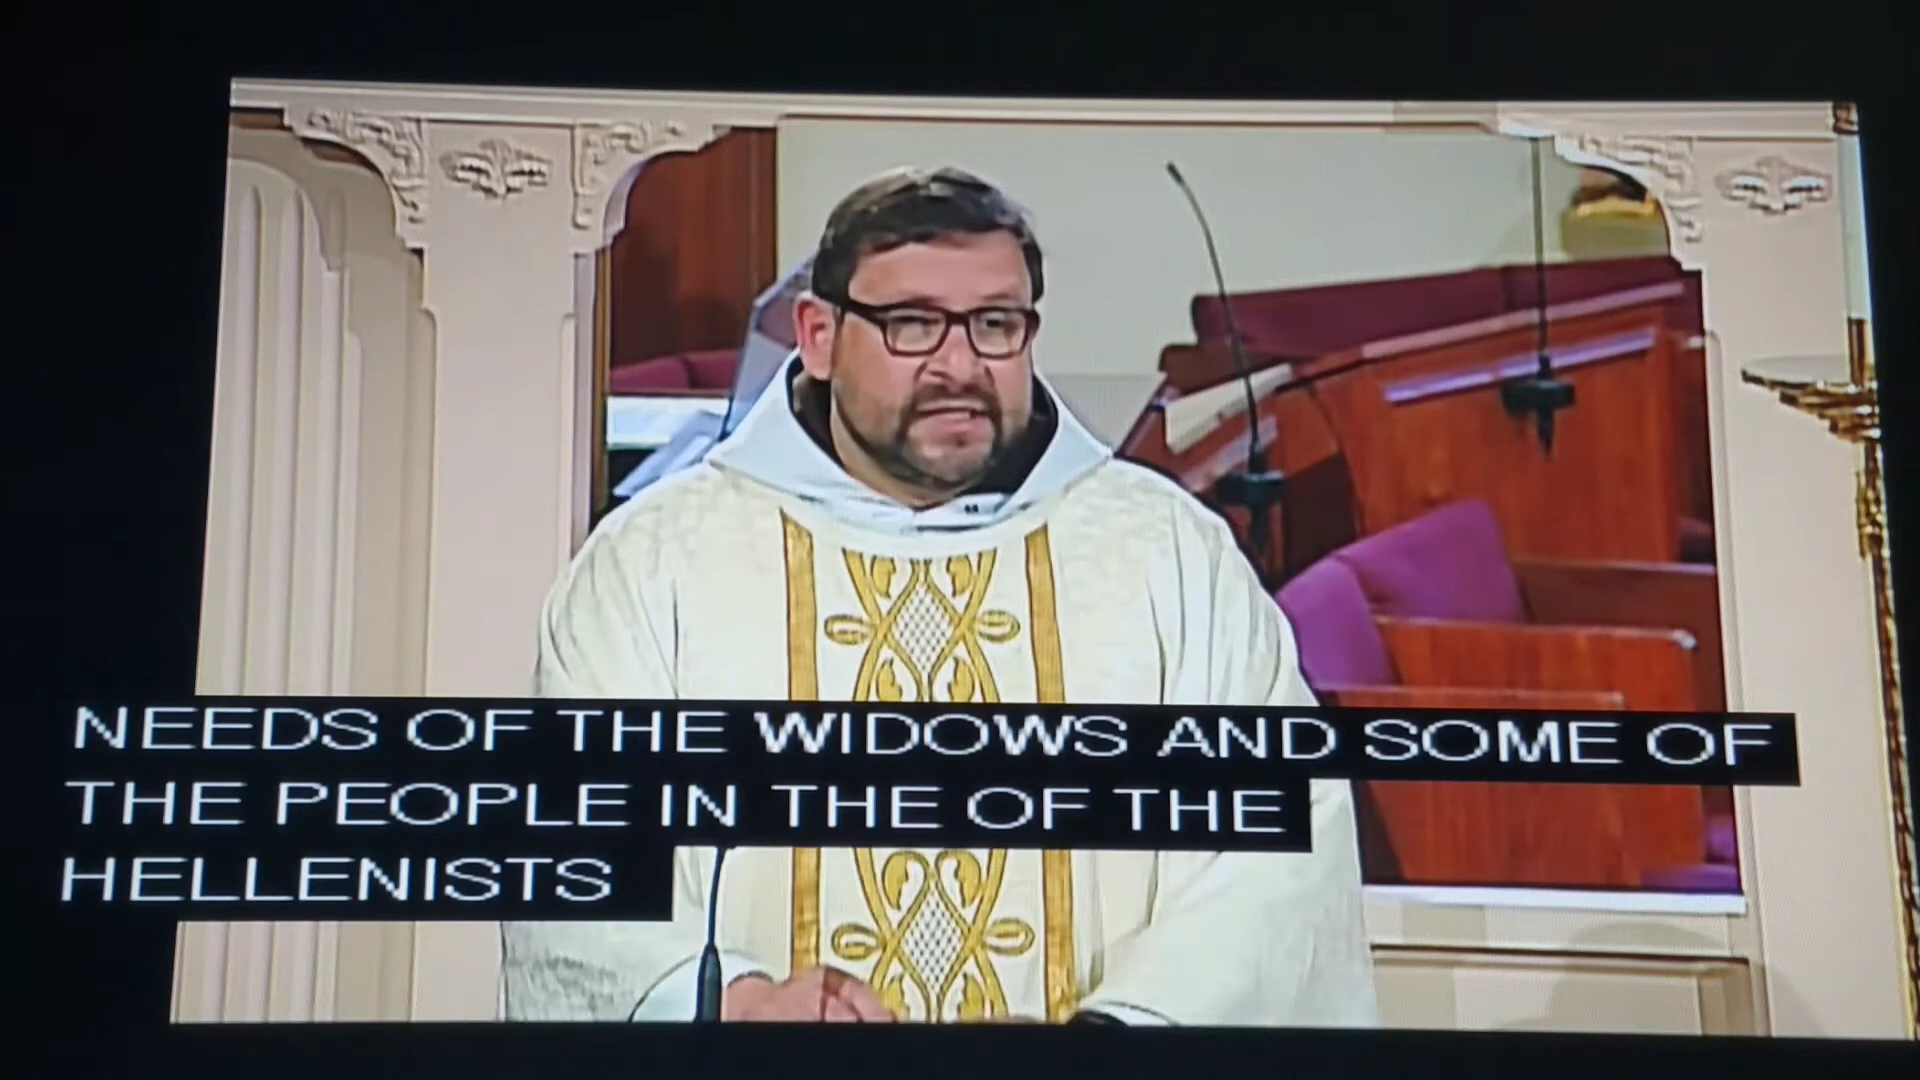 NEEDS OF THE WIDOWS AND SOME OF
THE PEOPLE IN THE OF THE
HELLENISTS